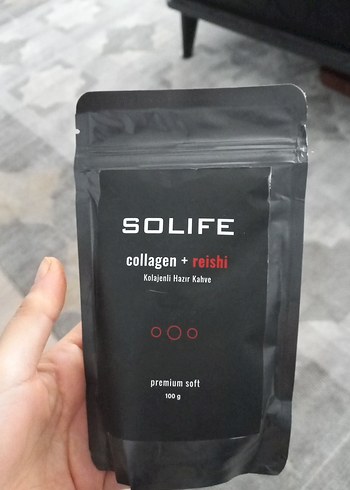 SOLIFE
collagen + reishi
Kolajenli Hazır Kahve
premium soft
100 g